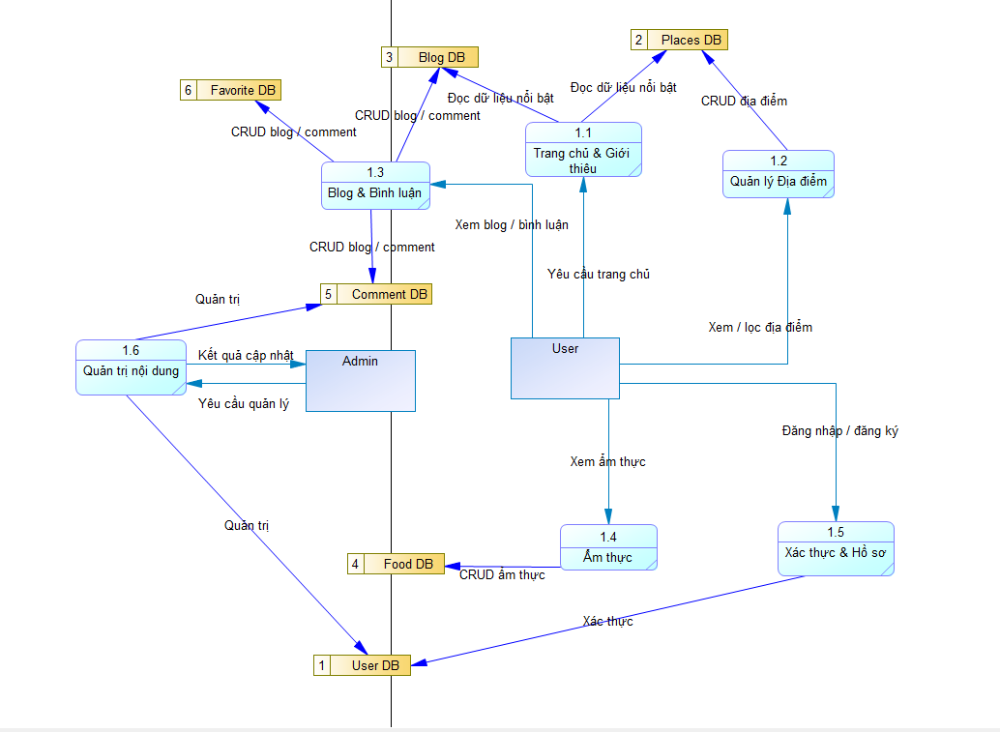 2 Places DB
3 Blog DB
6 Favorite DB
Đọc dữ liệu nổi bật
Đọc dữ liệu nổi bật
CRUD địa điểm
CRUD blog / comment
CRUD blog / comment
1.1
Trang chủ & Giới
thiệu
1.2
Quản lý Địa điểm
1.3
Blog & Bình luận
Xem blog / bình luận
CRUD blog / comment
Yêu cầu trang chủ
5 Comment DB
Quản trị
Xem / lọc địa điểm
1.6
Quản trị nội dung
Kết quả cập nhật
Admin
User
Yêu cầu quản lý
Đăng nhập / đăng ký
Xem ẩm thực
Quản trị
1.4
Ẩm thực
1.5
Xác thực & Hồ sơ
4 Food DB
CRUD ẩm thực
Xác thực
1 User DB